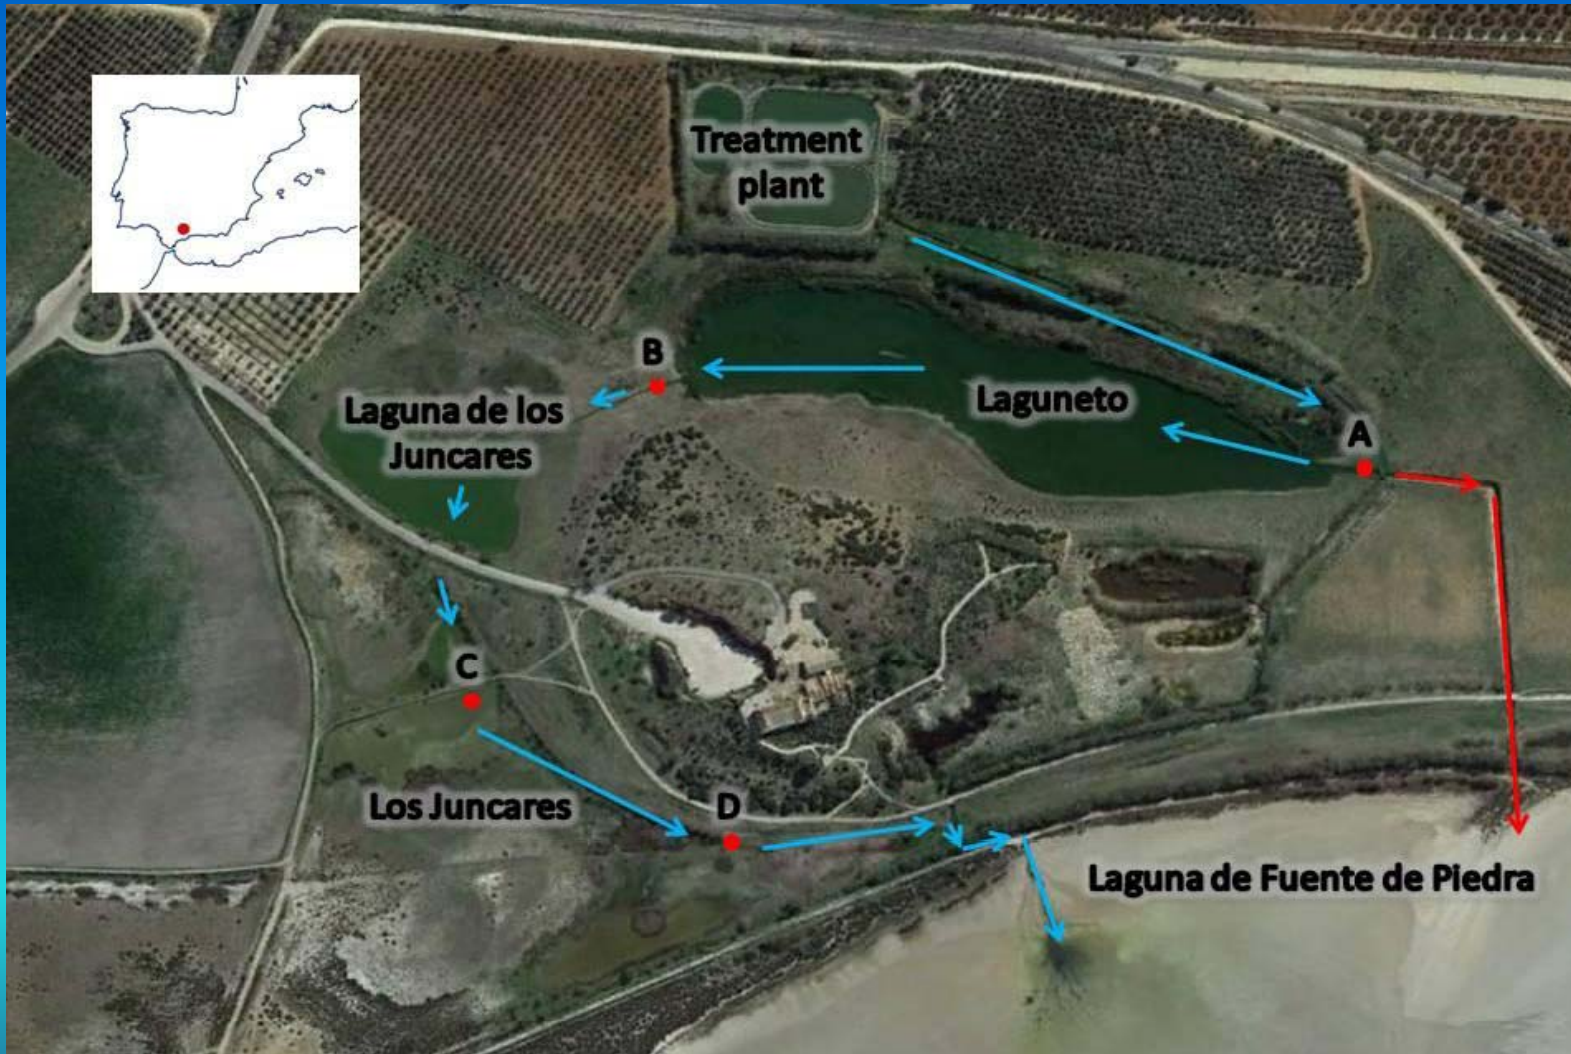 Treatment
plant
B
Laguneto
Laguna de los
Juncares
A
C
Los Juncares
D
Laguna de Fuente de Piedra